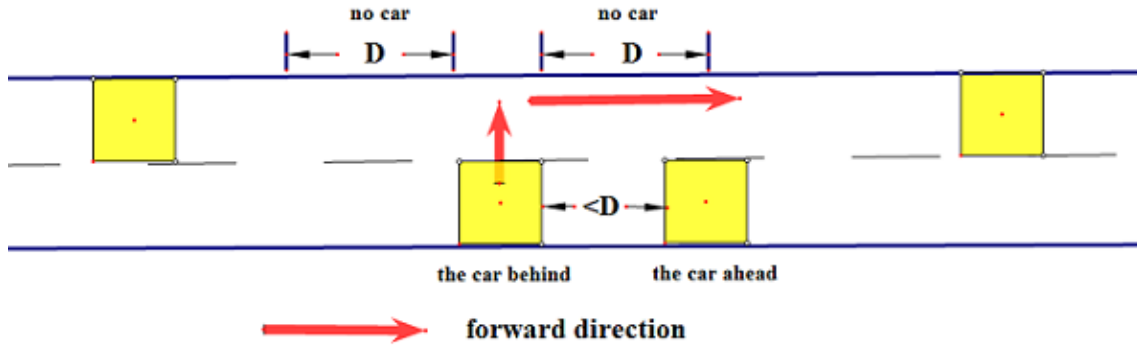 no car no car
D D
<D
the car behind the car ahead
forward direction